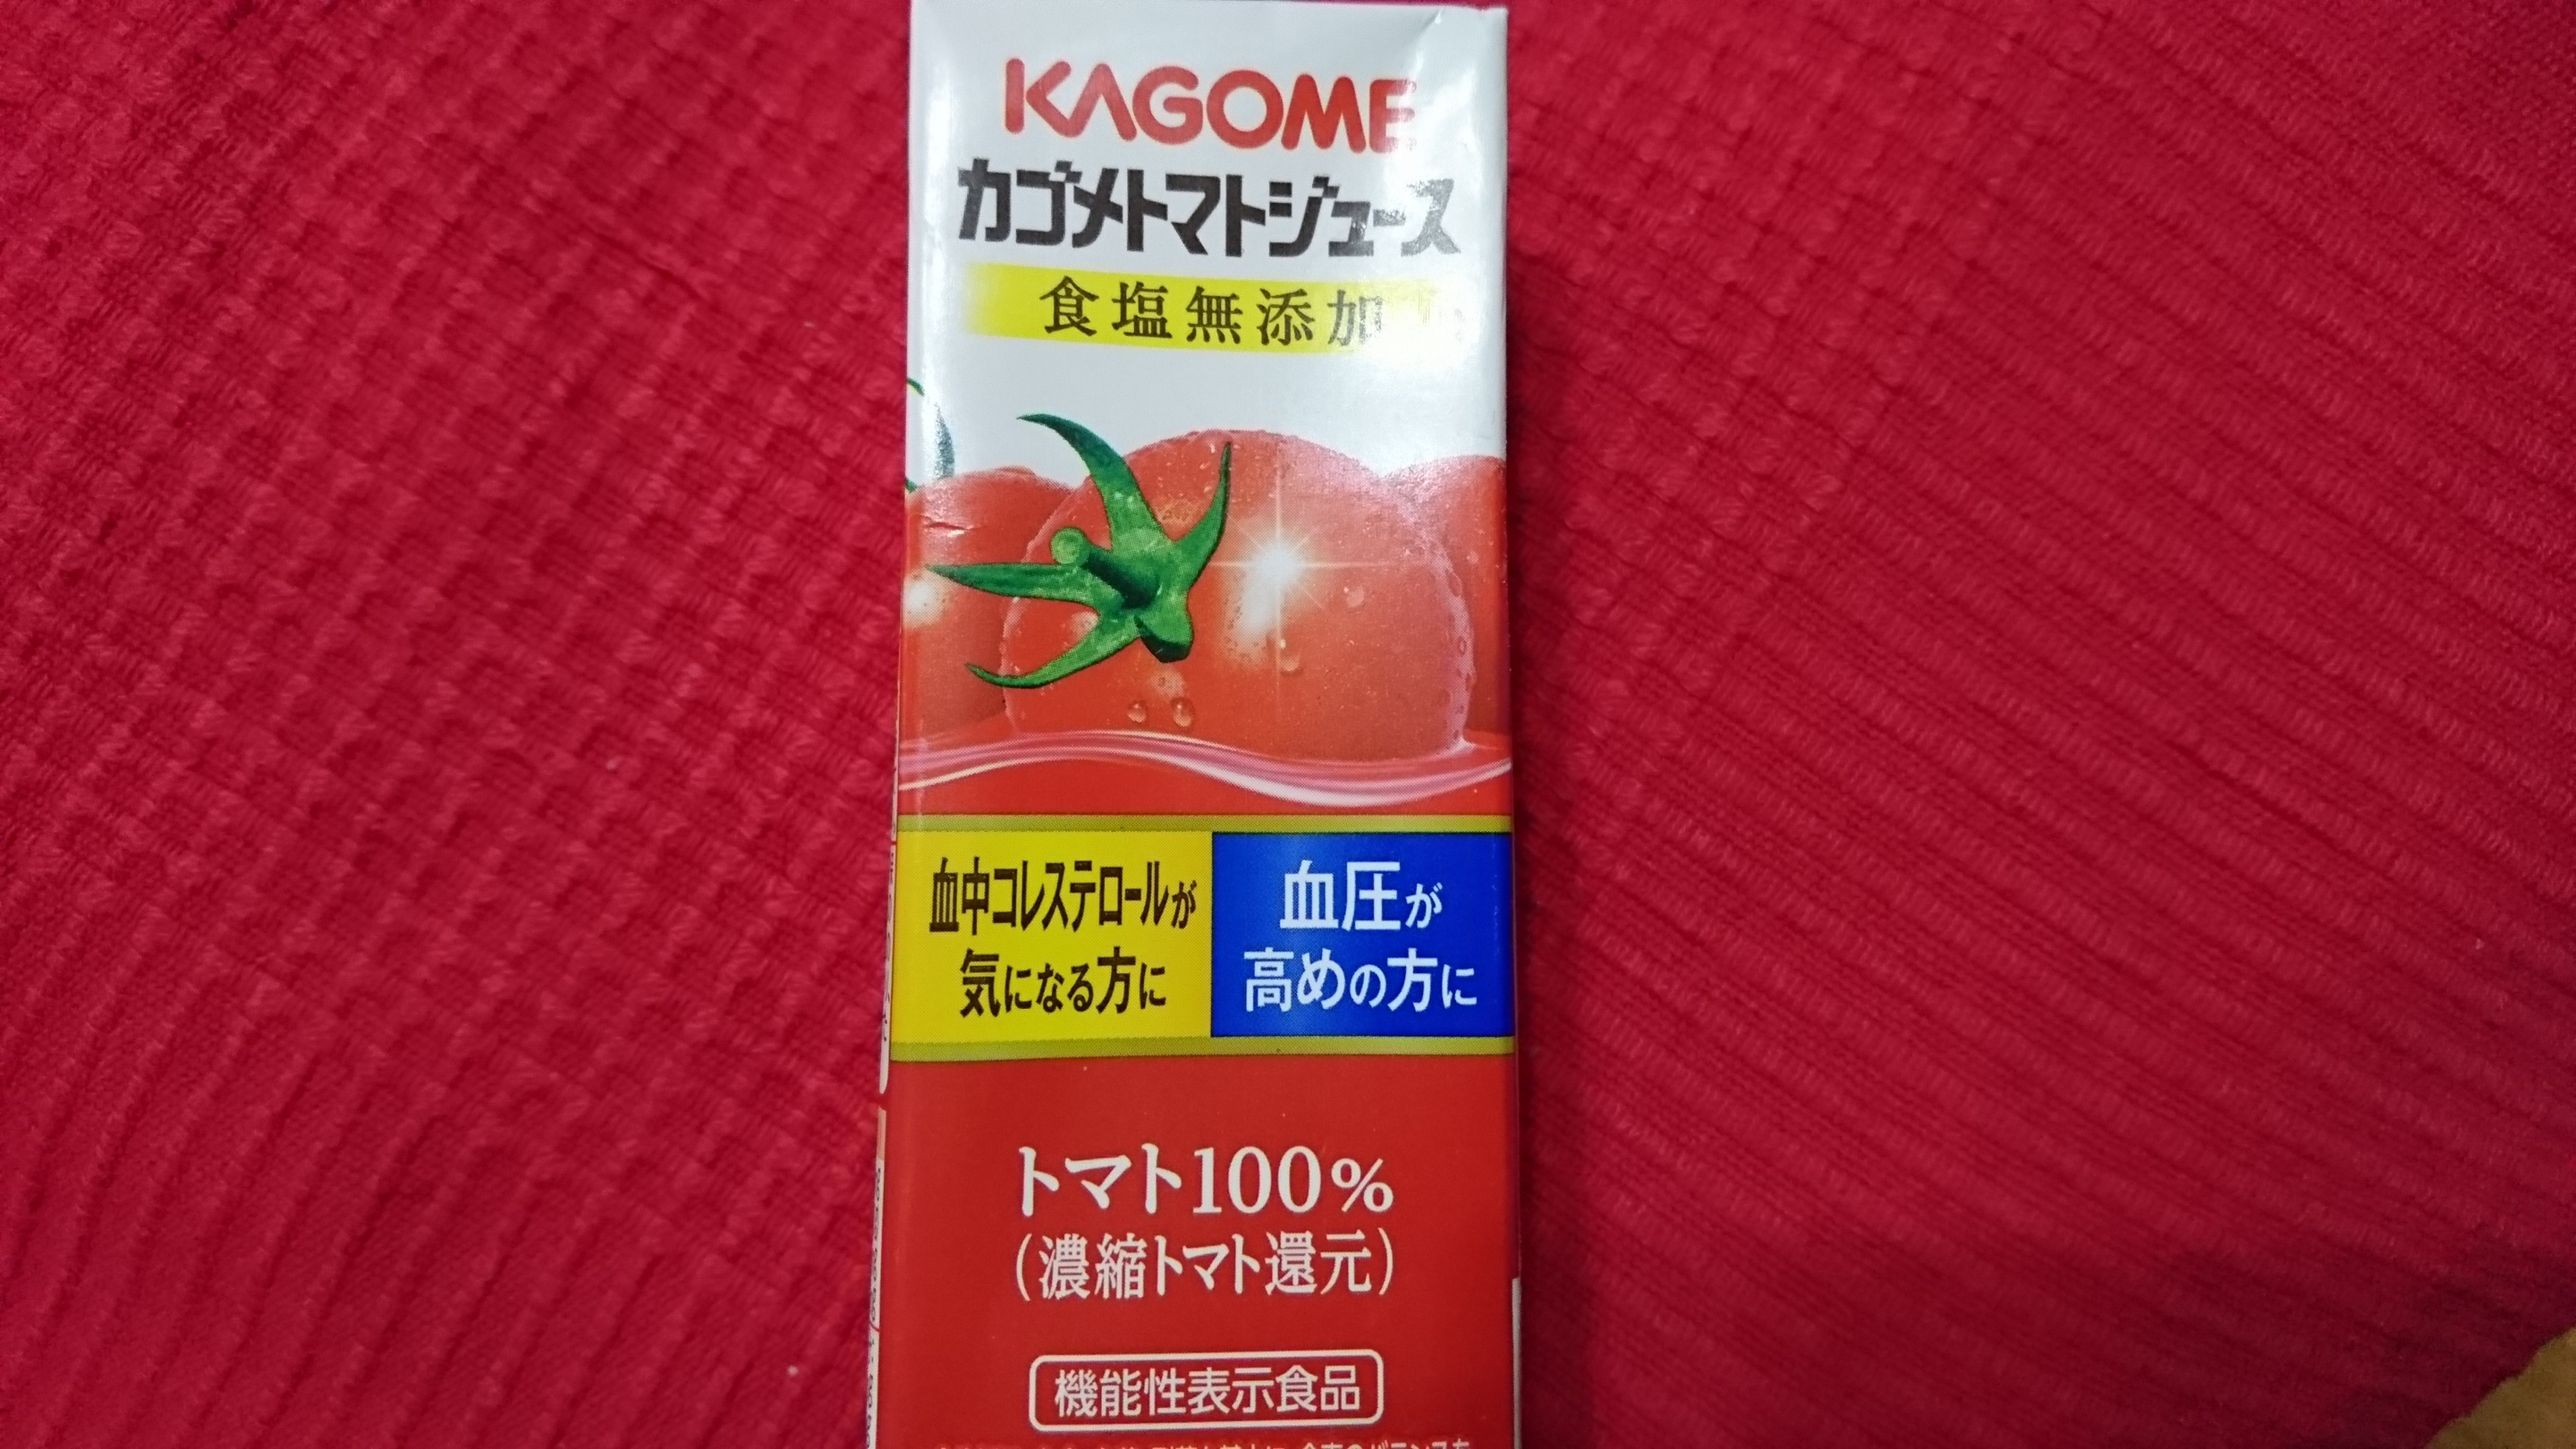 KAGOME
カゴメトマトジュース
食塩無添加
血中コレステロールが
気になる方に
血圧が
高めの方に
トマト100%
(濃縮トマト還元)
機能性表示食品